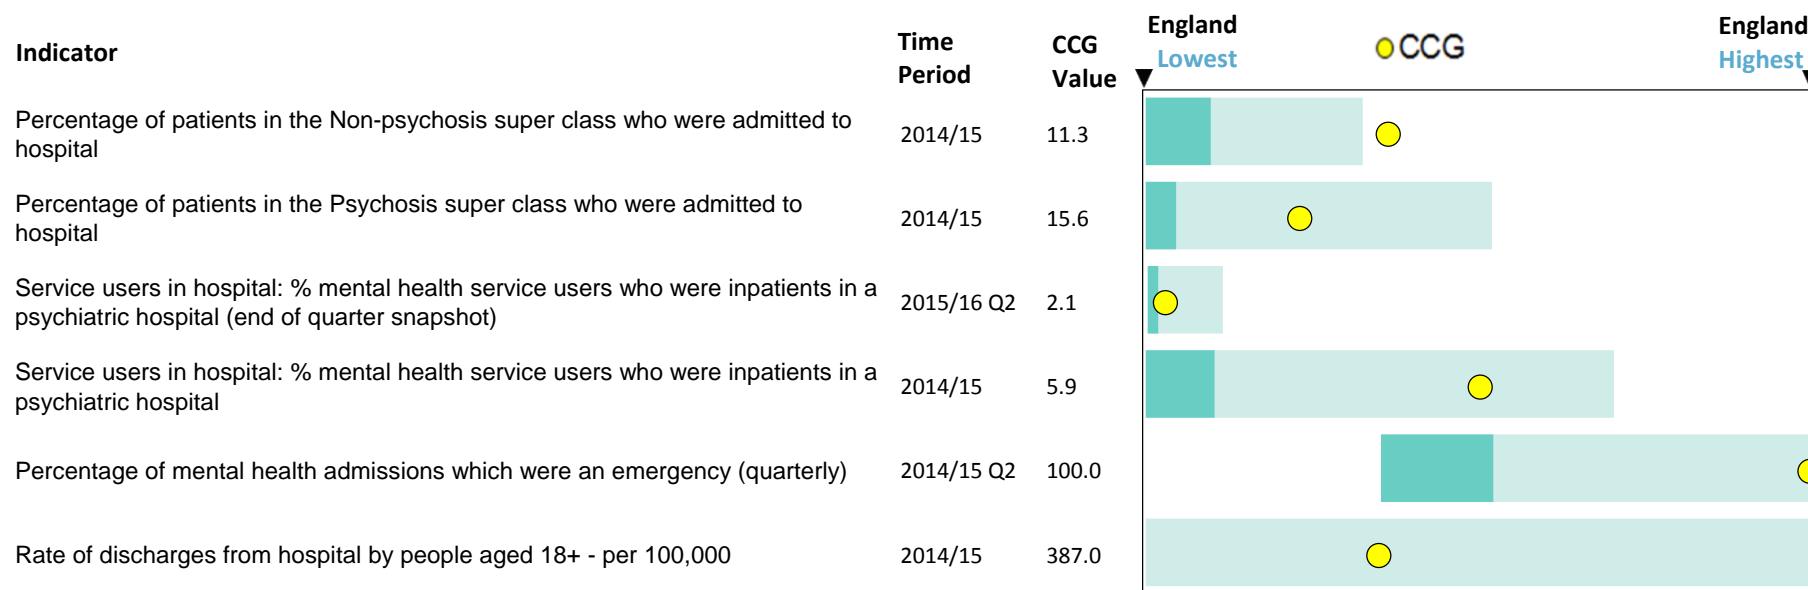 Indicator
Time
Period
CCG
Value
England
Lowest
CCG
England
Highest
Percentage of patients in the Non-psychosis super class who were admitted to
hospital
2014/15
11.3
Percentage of patients in the Psychosis super class who were admitted to
hospital
2014/15
15.6
Service users in hospital: % mental health service users who were inpatients in a
psychiatric hospital (end of quarter snapshot)
2015/16 Q2
2.1
Service users in hospital: % mental health service users who were inpatients in a
psychiatric hospital
2014/15
5.9
Percentage of mental health admissions which were an emergency (quarterly)
2014/15 Q2
100.0
Rate of discharges from hospital by people aged 18+ - per 100,000
2014/15
387.0